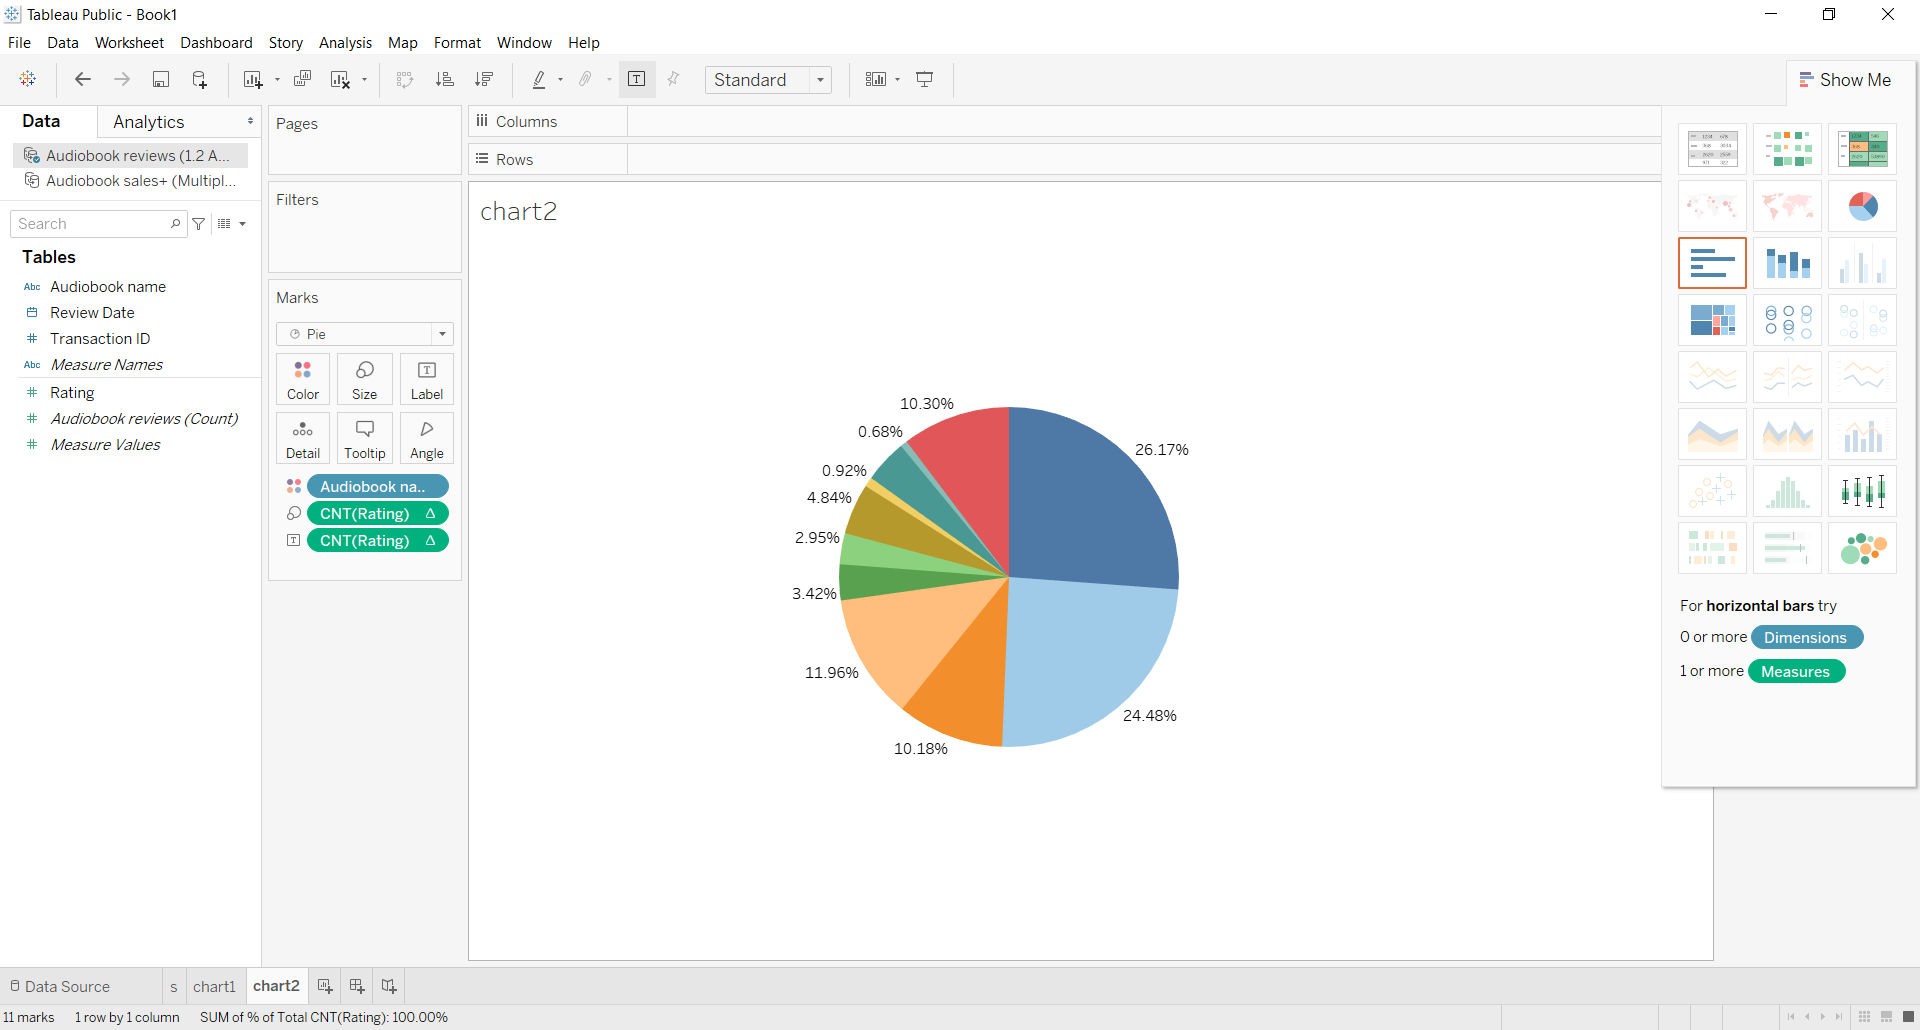 Tableau Public - Book1
File Data Worksheet Dashboard Story Analysis Map Format Window Help
Standard
Show Me
Data
Analytics
Audiobook reviews (1.2 A...
Audiobook sales+ (Multipl...
Search
Tables
Abc Audiobook name
Review Date
# Transaction ID
Abc Measure Names
# Rating
# Audiobook reviews (Count)
# Measure Values
Pages
Filters
Marks
Pie
Color
Size
T
Label
Detail
Tooltip
Angle
Audiobook na..
CNT(Rating) Δ
T CNT(Rating) Δ
Columns
Rows
chart2
10.30%
0.68%
26.17%
0.92%
4.84%
2.95%
3.42%
11.96%
24.48%
10.18%
For horizontal bars try
0 or more Dimensions
1 or more Measures
Data Source
s
chart1
chart2
11 marks
1 row by 1 column
SUM of % of Total CNT(Rating): 100.00%